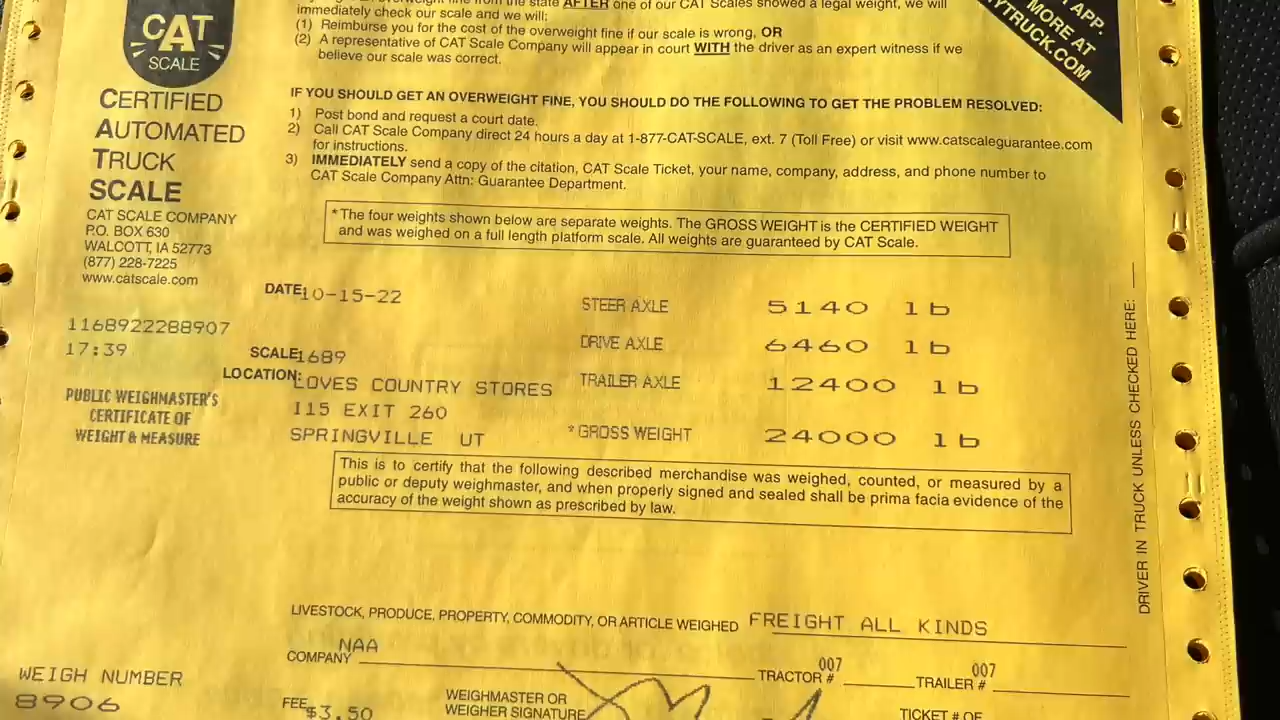 immediately check our scale and we will:
(1) Reimburse you for the cost of the overweight fine if our scale is wrong, OR
(2) A representative of CAT Scale Company will appear in court WITH the driver as an expert witness if we
believe our scale was correct.
APP.
MORE AT
YTRUCK.COM
CAT
SCALE
CERTIFIED
AUTOMATED
TRUCK
SCALE
CAT SCALE COMPANY
P.O. BOX 630
WALCOTT, IA 52773
(877) 228-7225
www.catscale.com
IF YOU SHOULD GET AN OVERWEIGHT FINE, YOU SHOULD DO THE FOLLOWING TO GET THE PROBLEM RESOLVED:
1) Post bond and request a court date.
2) Call CAT Scale Company direct 24 hours a day at 1-877-CAT-SCALE, ext. 7 (Toll Free) or visit www.catscaleguarantee.com
for instructions.
3) IMMEDIATELY send a copy of the citation, CAT Scale Ticket, your name, company, address, and phone number to
CAT Scale Company Attn: Guarantee Department.
*The four weights shown below are separate weights. The GROSS WEIGHT is the CERTIFIED WEIGHT
and was weighed on a full length platform scale. All weights are guaranteed by CAT Scale.
DATE 10-15-22
1168922288907
17:39
SCALE 1689
LOCATION: LOVES COUNTRY STORES
115 EXIT 260
SPRINGVILLE UT
PUBLIC WEIGHMASTER'S
CERTIFICATE OF
WEIGHT & MEASURE
STEER AXLE 5140 lb
DRIVE AXLE 6460 lb
TRAILER AXLE 12400 lb
*GROSS WEIGHT 24000 lb
This is to certify that the following described merchandise was weighed, counted, or measured by a
public or deputy weighmaster, and when properly signed and sealed shall be prima facia evidence of the
accuracy of the weight shown as prescribed by law.
DRIVER IN TRUCK UNLESS CHECKED HERE:
LIVESTOCK, PRODUCE, PROPERTY, COMMODITY, OR ARTICLE WEIGHED FREIGHT ALL KINDS
COMPANY NAA TRACTOR # 007 TRAILER # 007
WEIGH NUMBER
8906
FEE $3.50
WEIGHMASTER OR
WEIGHER SIGNATURE
TICKET # OF